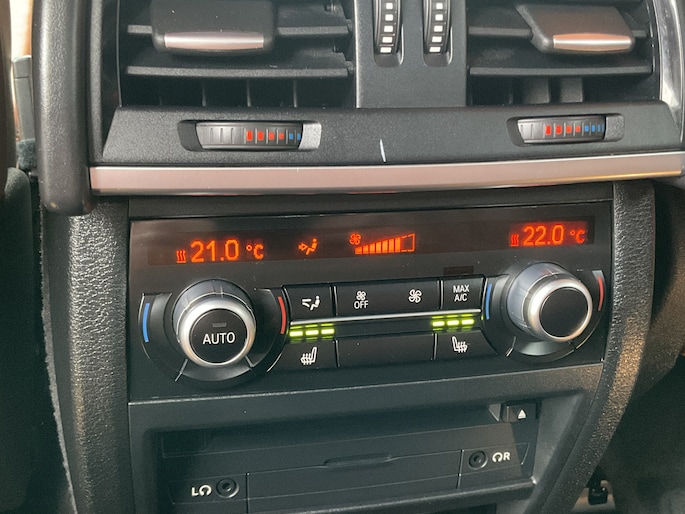 21.0 °C
22.0 °C
OFF
MAX
A/C
AUTO
L
R